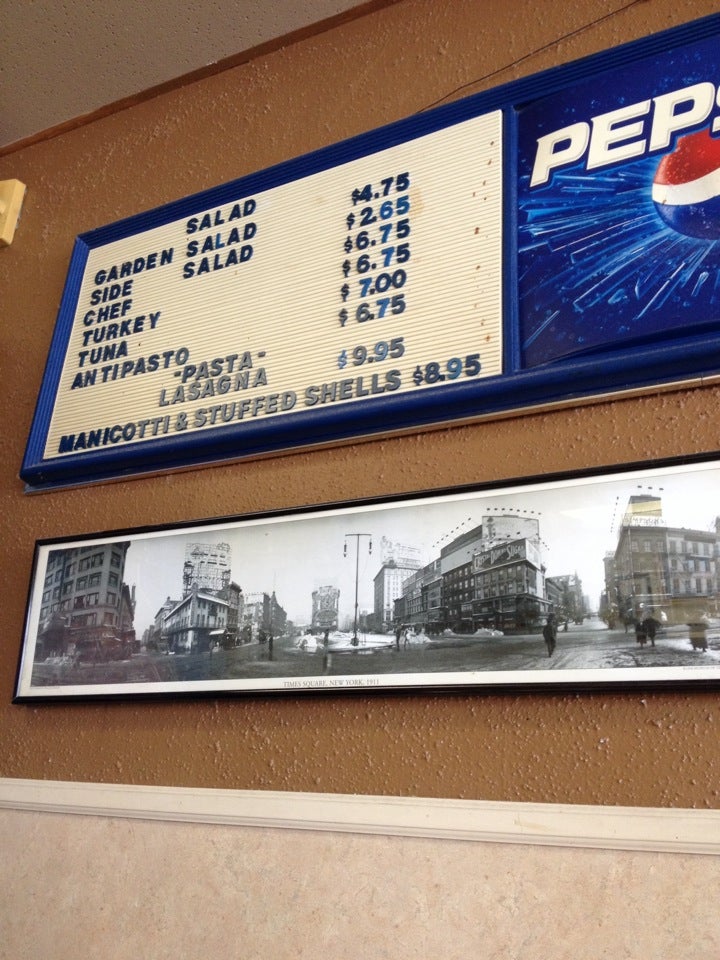 SALAD
GARDEN SALAD $4.75
SIDE SALAD $2.65
CHEF $6.75
TURKEY $6.75
TUNA $7.00
ANTIPASTO $6.75
-PASTA-
LASAGNA $9.95
MANICOTTI & STUFFED SHELLS $8.95
PEPS
TIMES SQUARE, NEW YORK, 1911